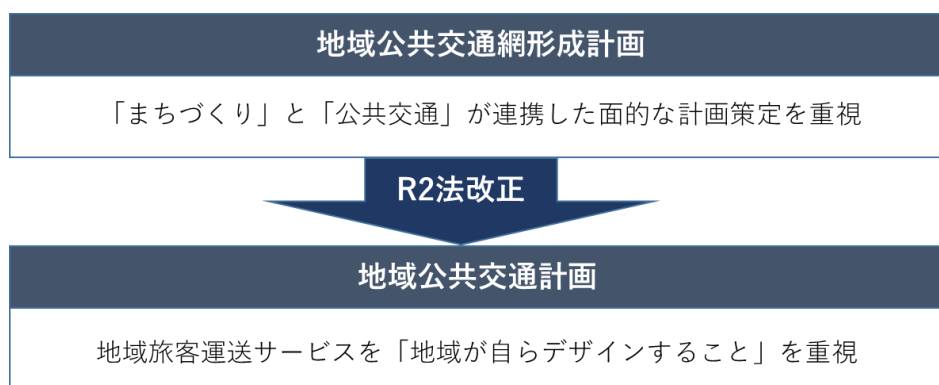 地域公共交通網形成計画
「まちづくり」と「公共交通」が連携した面的な計画策定を重視
R2法改正
地域公共交通計画
地域旅客運送サービスを「地域が自らデザインすること」を重視